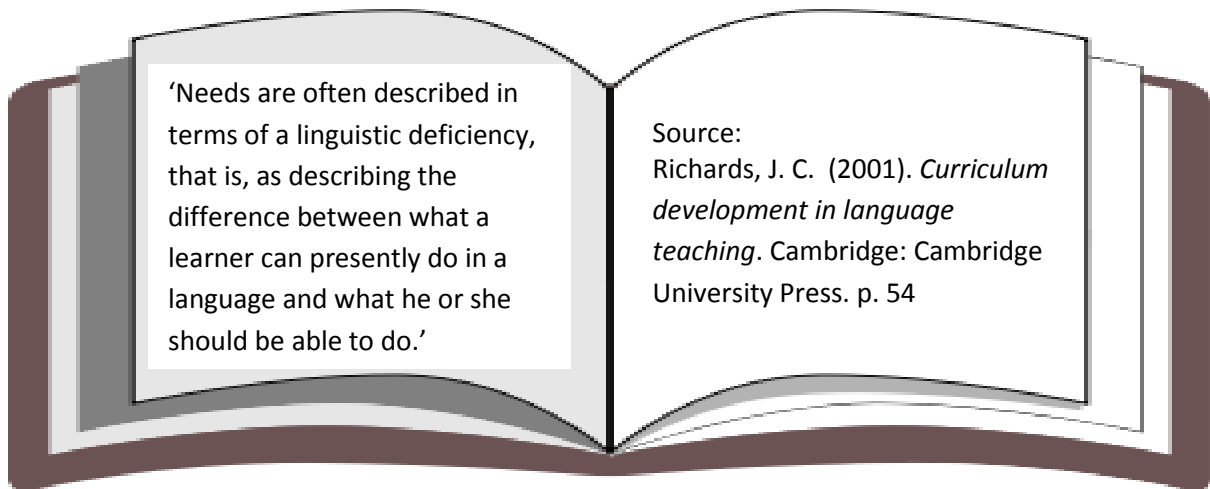 ‘Needs are often described in
terms of a linguistic deficiency,
that is, as describing the
difference between what a
learner can presently do in a
language and what he or she
should be able to do.’
Source:
Richards, J. C.  (2001). Curriculum
development in language
teaching. Cambridge: Cambridge
University Press. p. 54